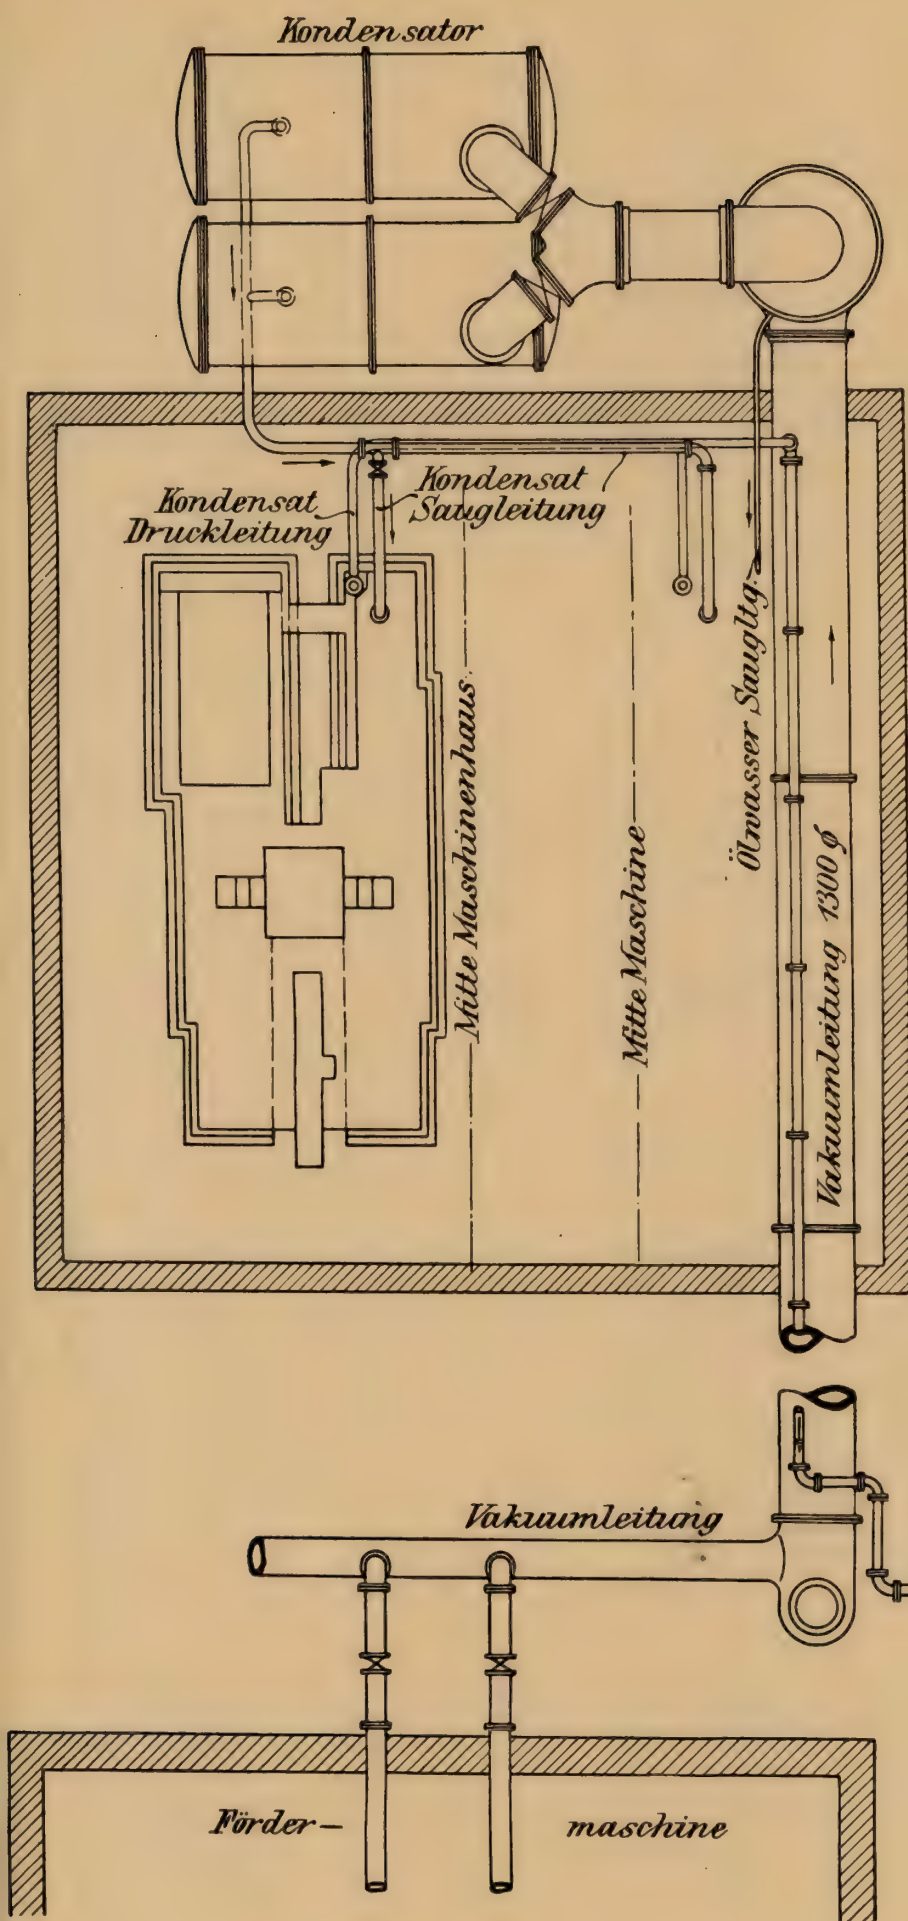 Kondensator
Kondensat
Druckleitung
Kondensat
Saugleitung
Ölwasser Saugltg.
Mitte Maschinenhaus
Mitte Maschine
Vakuumleitung 1300 ϕ
Vakuumleitung
Förder- maschine